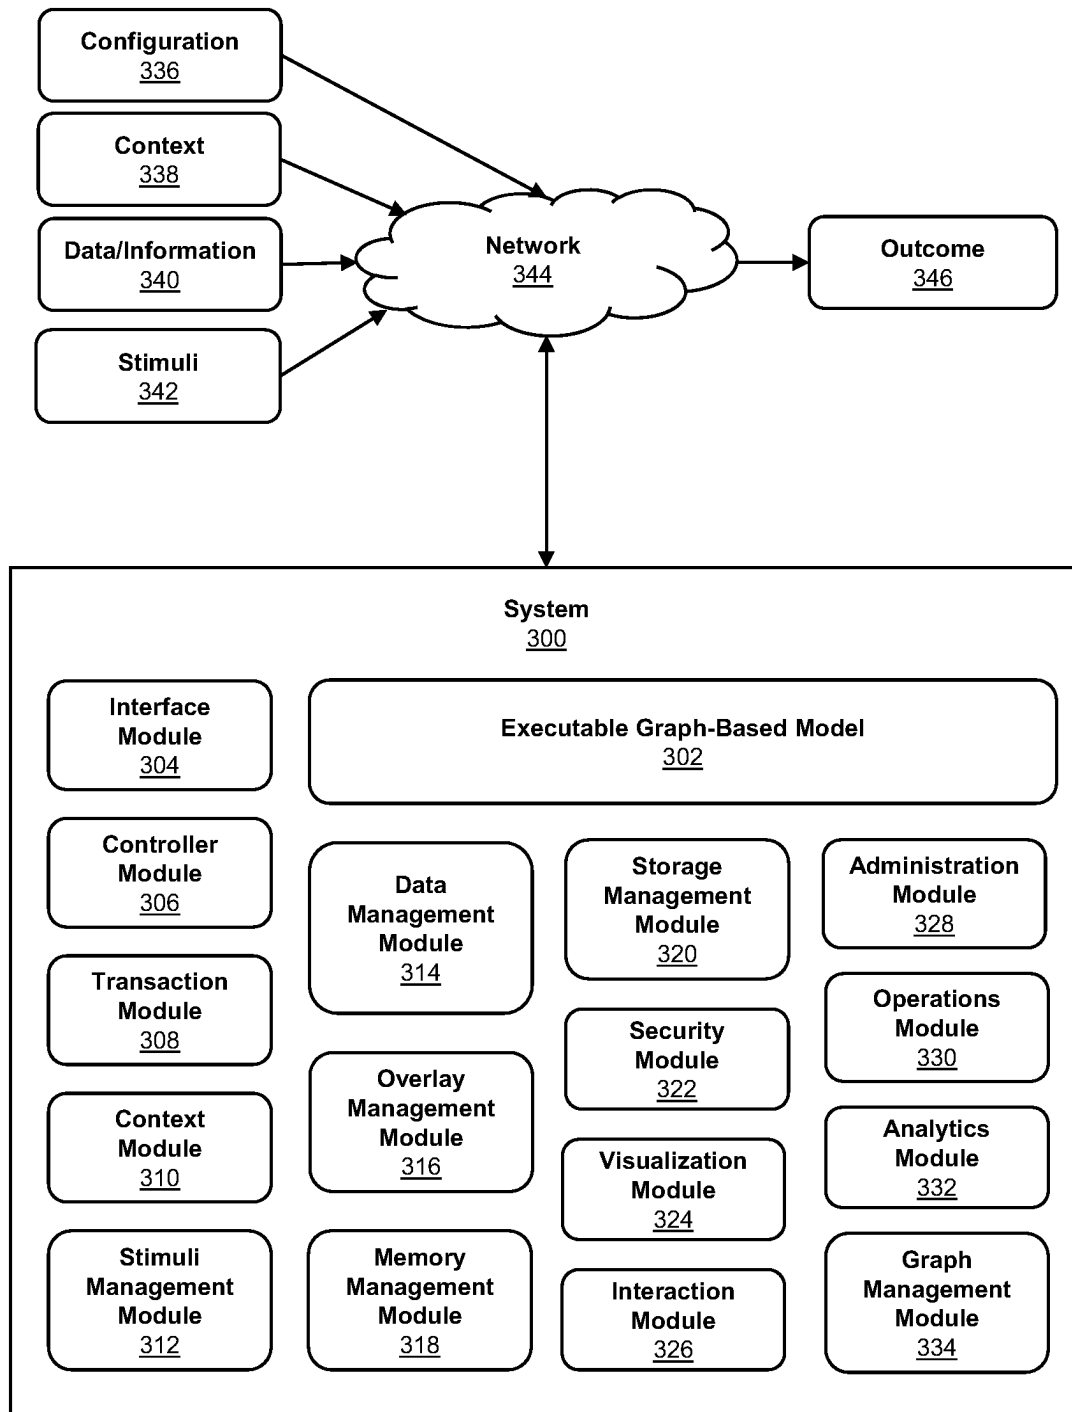 Configuration
336
Context
338
Data/Information
340
Stimuli
342
Network
344
Outcome
346
System
300
Interface
Module
304
Executable Graph-Based Model
302
Controller
Module
306
Transaction
Module
308
Context
Module
310
Stimuli
Management
Module
312
Data
Management
Module
314
Overlay
Management
Module
316
Memory
Management
Module
318
Storage
Management
Module
320
Security
Module
322
Visualization
Module
324
Interaction
Module
326
Administration
Module
328
Operations
Module
330
Analytics
Module
332
Graph
Management
Module
334